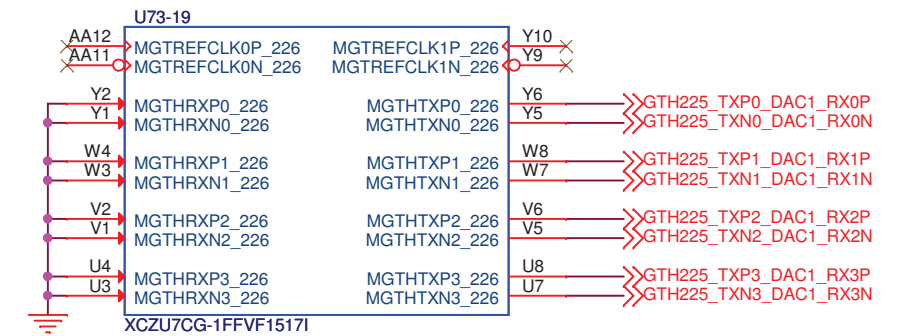 U73-19
AA12 MGTREFCLK0P_226 MGTREFCLK1P_226 Y10
AA11 MGTREFCLK0N_226 MGTREFCLK1N_226 Y9
Y2 MGTHRXP0_226 MGTHTXP0_226 Y6 GTH225_TXP0_DAC1_RX0P
Y1 MGTHRXN0_226 MGTHTXN0_226 Y5 GTH225_TXN0_DAC1_RX0N
W4 MGTHRXP1_226 MGTHTXP1_226 W8 GTH225_TXP1_DAC1_RX1P
W3 MGTHRXN1_226 MGTHTXN1_226 W7 GTH225_TXN1_DAC1_RX1N
V2 MGTHRXP2_226 MGTHTXP2_226 V6 GTH225_TXP2_DAC1_RX2P
V1 MGTHRXN2_226 MGTHTXN2_226 V5 GTH225_TXN2_DAC1_RX2N
U4 MGTHRXP3_226 MGTHTXP3_226 U8 GTH225_TXP3_DAC1_RX3P
U3 MGTHRXN3_226 MGTHTXN3_226 U7 GTH225_TXN3_DAC1_RX3N
XCZU7CG-1FFVF1517I